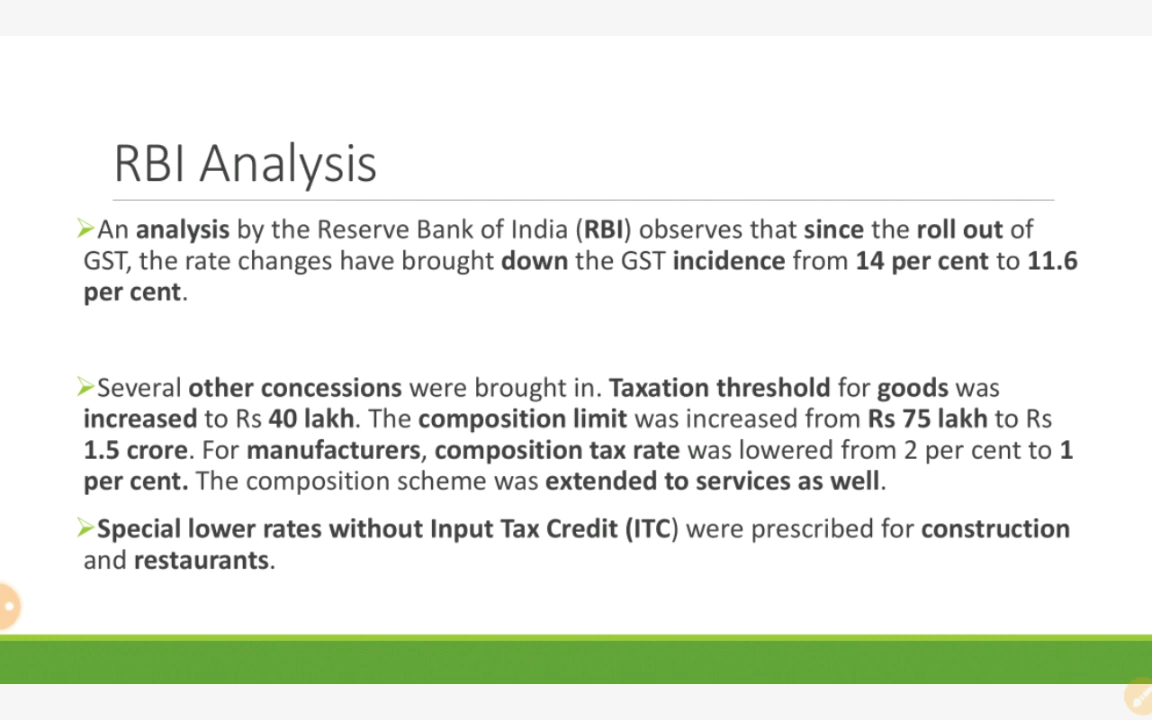 RBI Analysis
➢An analysis by the Reserve Bank of India (RBI) observes that since the roll out of
GST, the rate changes have brought down the GST incidence from 14 per cent to 11.6
per cent.
➢Several other concessions were brought in. Taxation threshold for goods was
increased to Rs 40 lakh. The composition limit was increased from Rs 75 lakh to Rs
1.5 crore. For manufacturers, composition tax rate was lowered from 2 per cent to 1
per cent. The composition scheme was extended to services as well.
➢Special lower rates without Input Tax Credit (ITC) were prescribed for construction
and restaurants.